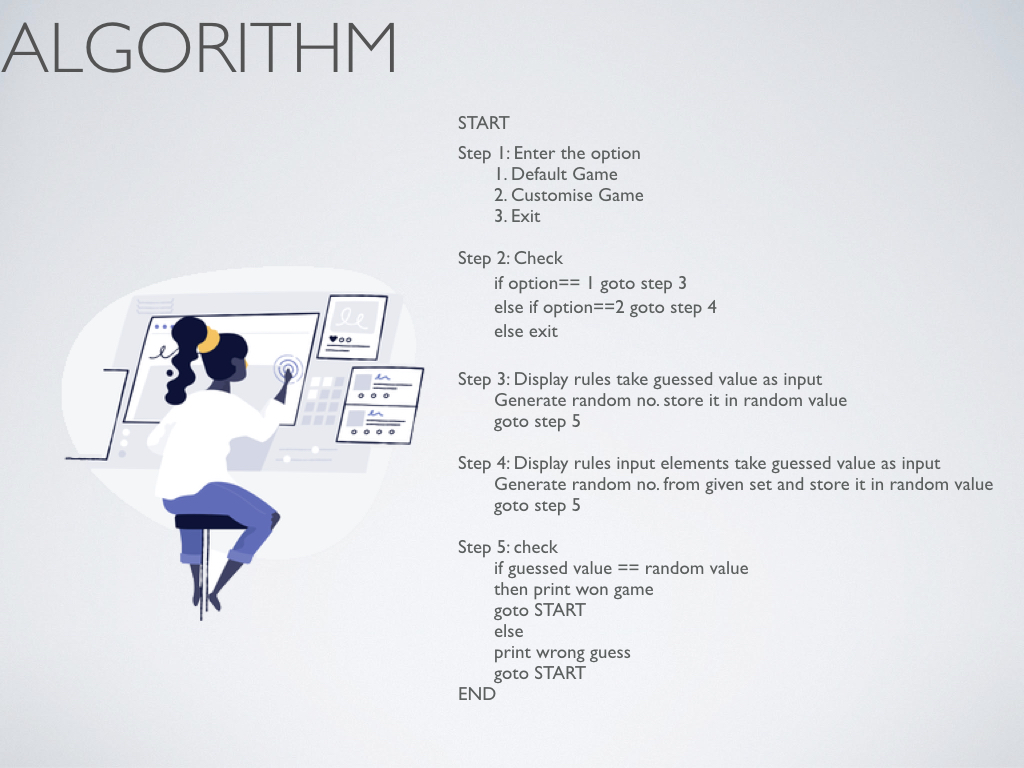 ALGORITHM
START
Step 1: Enter the option
1. Default Game
2. Customise Game
3. Exit
Step 2: Check
if option== 1 goto step 3
else if option==2 goto step 4
else exit
Step 3: Display rules take guessed value as input
Generate random no. store it in random value
goto step 5
Step 4: Display rules input elements take guessed value as input
Generate random no. from given set and store it in random value
goto step 5
Step 5: check
if guessed value == random value
then print won game
goto START
else
print wrong guess
goto START
END